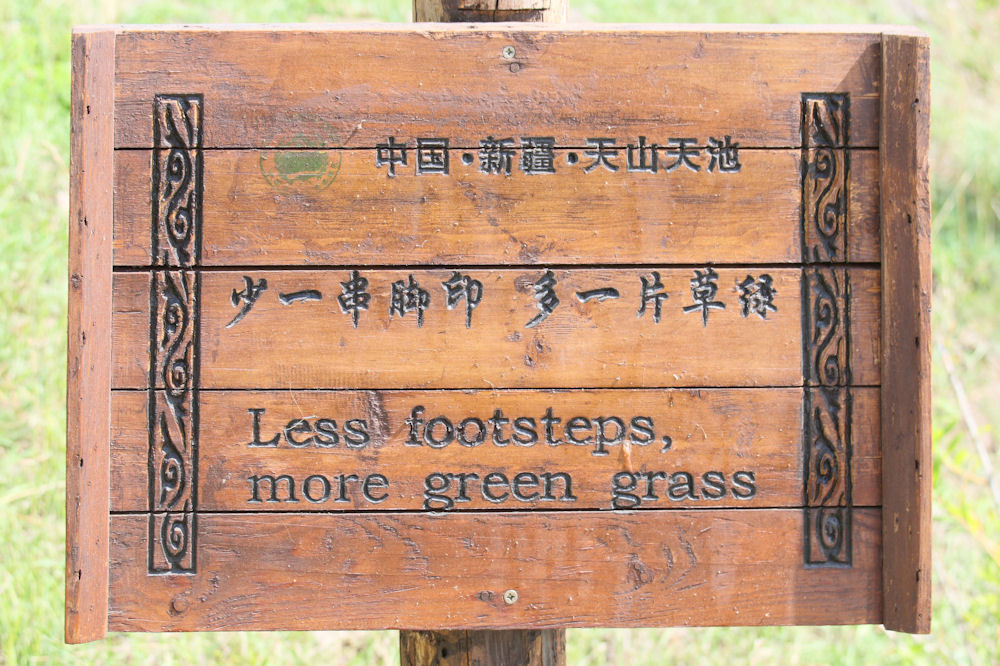 中国·新疆·天山天池
少一串脚印 多一片草绿
Less footsteps,
more green grass